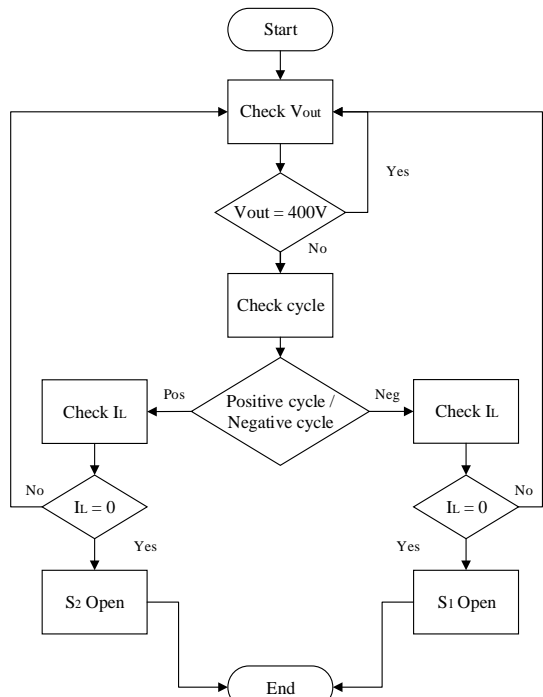 Start
Check Vout
Yes
Vout = 400V
No
Check cycle
Pos
Positive cycle /
Negative cycle
Neg
Check IL
Check IL
No
IL = 0
Yes
IL = 0
No
Yes
S2 Open
S1 Open
End